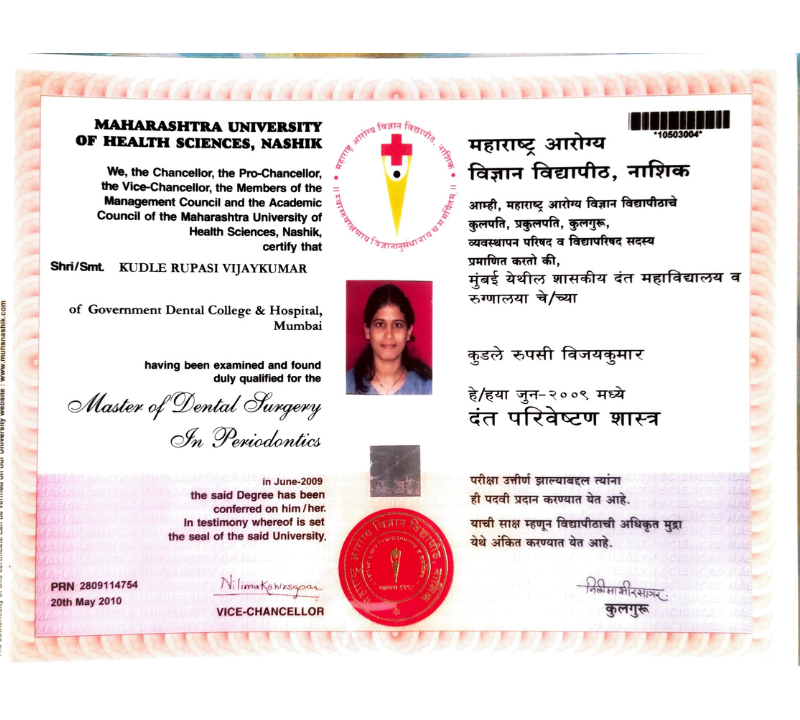 MAHARASHTRA UNIVERSITY
OF HEALTH SCIENCES, NASHIK
We, the Chancellor, the Pro-Chancellor,
the Vice-Chancellor, the Members of the
Management Council and the Academic
Council of the Maharashtra University of
Health Sciences, Nashik,
certify that
Shri/Smt. KUDLE RUPASI VIJAYKUMAR
of Government Dental College & Hospital,
Mumbai
having been examined and found
duly qualified for the
Master of Dental Surgery
In Periodontics
in June-2009
the said Degree has been
conferred on him/her.
In testimony whereof is set
the seal of the said University.
PRN 2809114754
20th May 2010
VICE-CHANCELLOR
महाराष्ट्र आरोग्य विज्ञान विद्यापीठ, नाशिक
*10503004*
महाराष्ट्र आरोग्य
विज्ञान विद्यापीठ, नाशिक
आम्ही, महाराष्ट्र आरोग्य विज्ञान विद्यापीठाचे
कुलपति, प्रकुलपति, कुलगुरू,
व्यवस्थापन परिषद व विद्यापरिषद सदस्य
प्रमाणित करतो की,
मुंबई येथील शासकीय दंत महाविद्यालय व
रुग्णालया चे/च्या
कुडले रुपसी विजयकुमार
हे/हया जुन-२००९ मध्ये
दंत परिवेष्टण शास्त्र
परीक्षा उत्तीर्ण झाल्याबद्दल त्यांना
ही पदवी प्रदान करण्यात येत आहे.
याची साक्ष म्हणून विद्यापीठाची अधिकृत मुद्रा
येथे अंकित करण्यात येत आहे.
कुलगुरू
website : www.muhsnashik.com